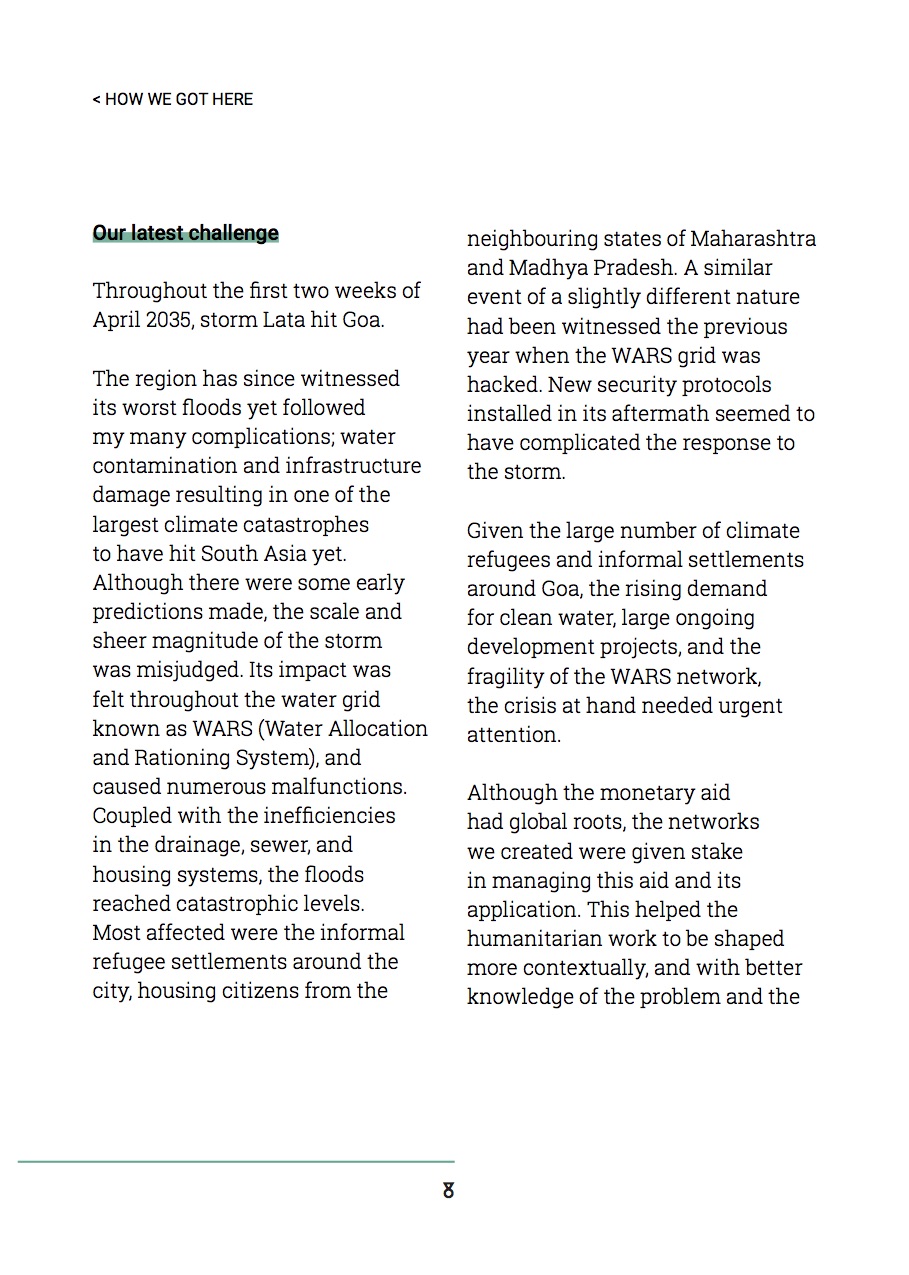 < HOW WE GOT HERE
Our latest challenge
Throughout the first two weeks of
April 2035, storm Lata hit Goa.
The region has since witnessed
its worst floods yet followed
my many complications; water
contamination and infrastructure
damage resulting in one of the
largest climate catastrophes
to have hit South Asia yet.
Although there were some early
predictions made, the scale and
sheer magnitude of the storm
was misjudged. Its impact was
felt throughout the water grid
known as WARS (Water Allocation
and Rationing System), and
caused numerous malfunctions.
Coupled with the inefficiencies
in the drainage, sewer, and
housing systems, the floods
reached catastrophic levels.
Most affected were the informal
refugee settlements around the
city, housing citizens from the
neighbouring states of Maharashtra
and Madhya Pradesh. A similar
event of a slightly different nature
had been witnessed the previous
year when the WARS grid was
hacked. New security protocols
installed in its aftermath seemed to
have complicated the response to
the storm.
Given the large number of climate
refugees and informal settlements
around Goa, the rising demand
for clean water, large ongoing
development projects, and the
fragility of the WARS network,
the crisis at hand needed urgent
attention.
Although the monetary aid
had global roots, the networks
we created were given stake
in managing this aid and its
application. This helped the
humanitarian work to be shaped
more contextually, and with better
knowledge of the problem and the
8